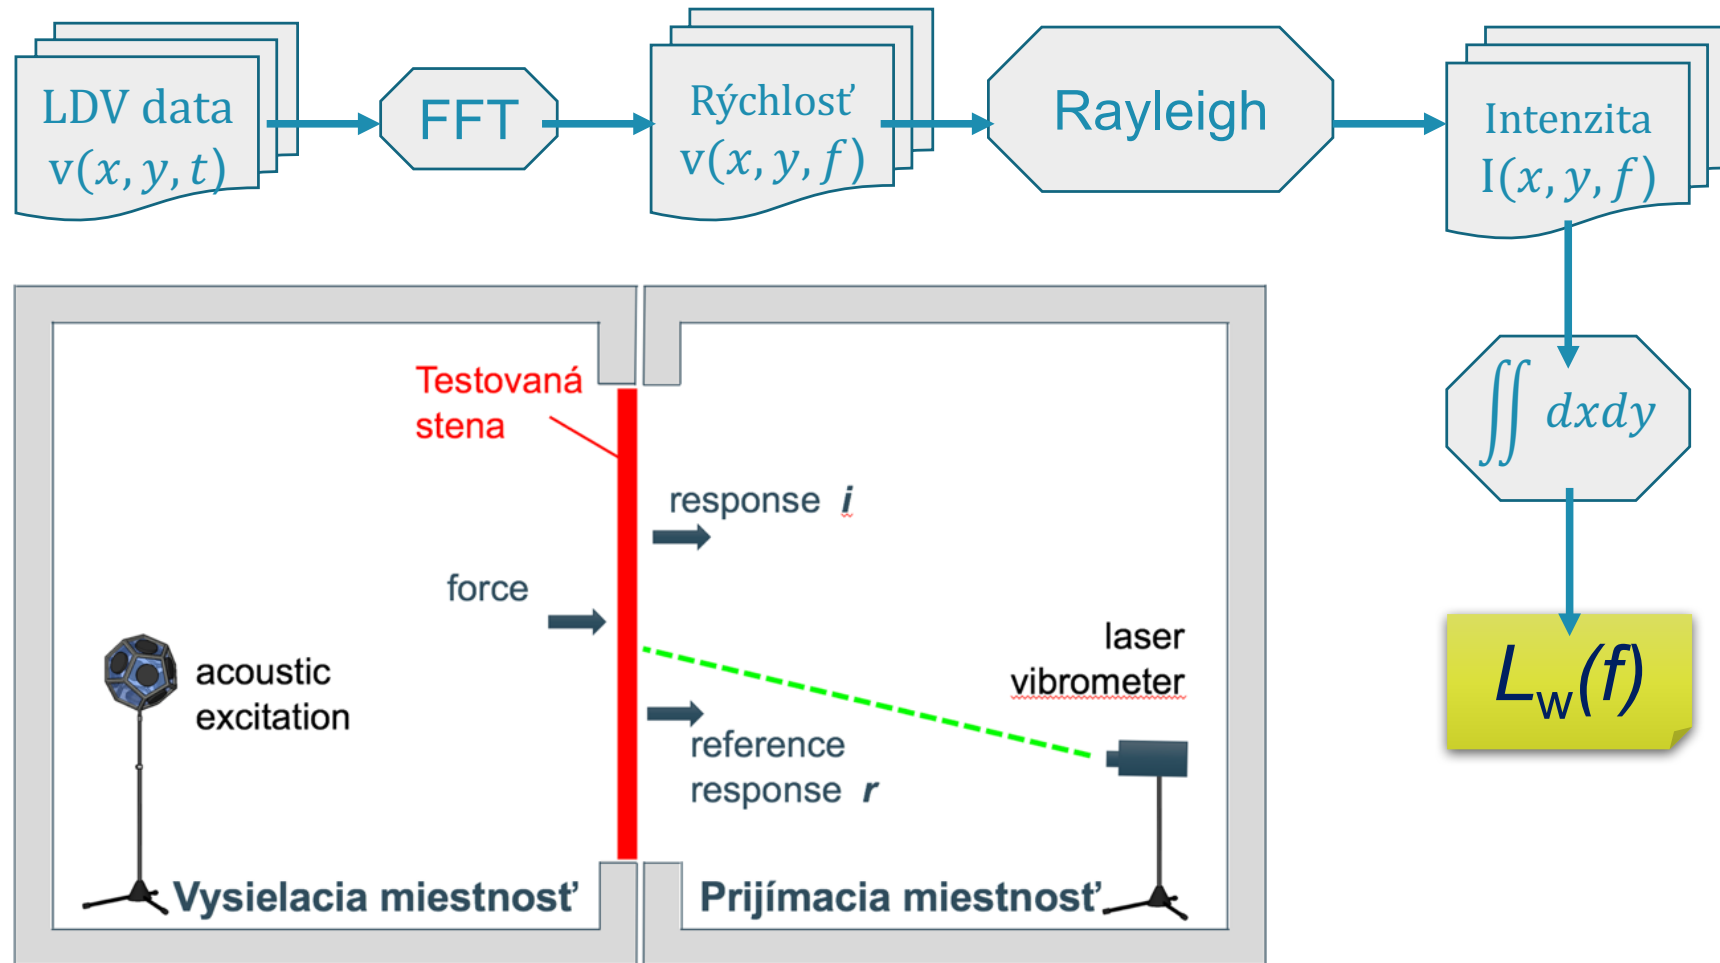 LDV data
v(x, y, t)
FFT
Rýchlosť
v(x, y, f)
Rayleigh
Intenzita
I(x, y, f)
∬ dxdy
Lw(f)
Testovaná
stena
response i
force
acoustic
excitation
laser
vibrometer
reference
response r
Vysielacia miestnosť
Prijímacia miestnosť